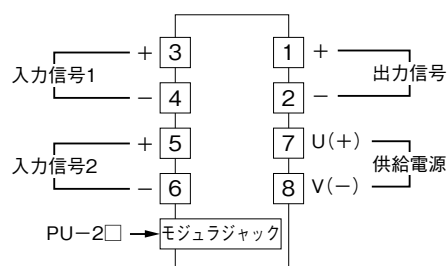 + 3 1 +
入力信号1 出力信号
− 4 2 −
+ 5 7 U(+)
入力信号2 供給電源
− 6 8 V(−)
PU−2□ モジュラジャック